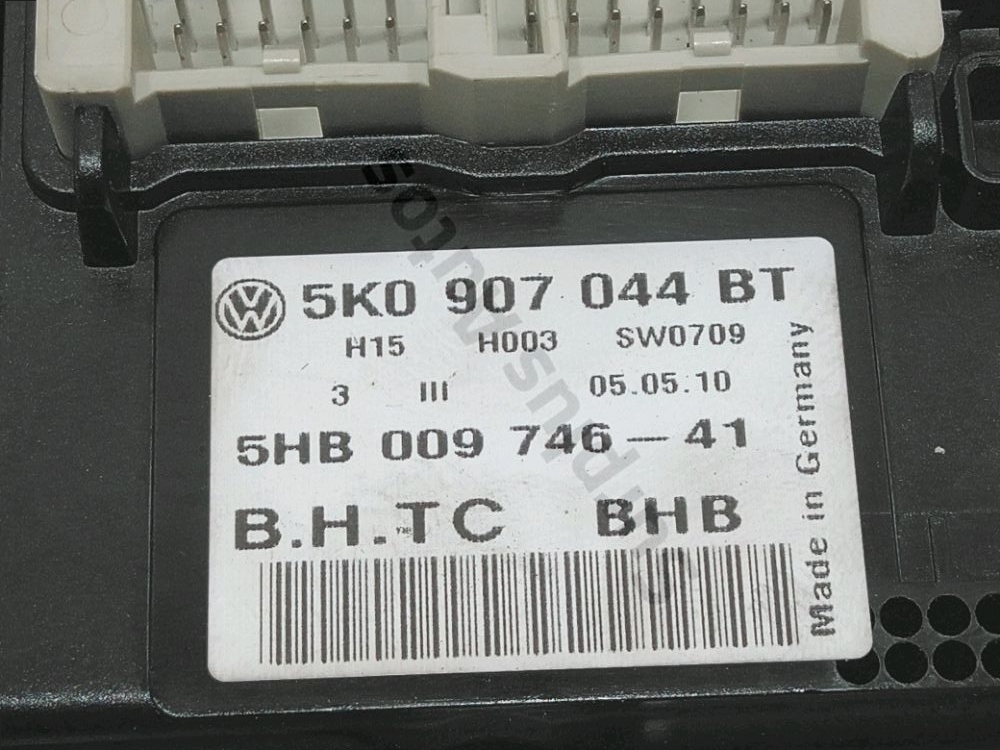 5K0 907 044 BT
H15 H003 SW0709
3 III 05.05.10
5HB 009 746-41
B.H.TC BHB
Made in Germany